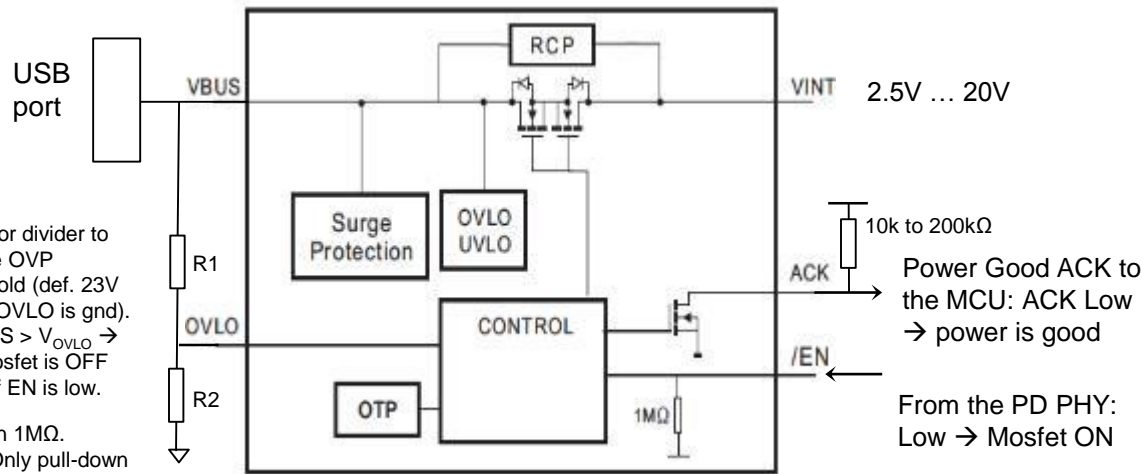 USB
port
VBUS
RCP
VINT
2.5V … 20V
Surge
Protection
OVLO
UVLO
or divider to
OVP
old (def. 23V
OVLO is gnd).
S > VOVLO →
osfet is OFF
EN is low.
1MΩ.
Only pull-down
R1
OVLO
R2
CONTROL
OTP
1MΩ
10k to 200kΩ
ACK
Power Good ACK to
the MCU: ACK Low
→ power is good
/EN
From the PD PHY:
Low → Mosfet ON